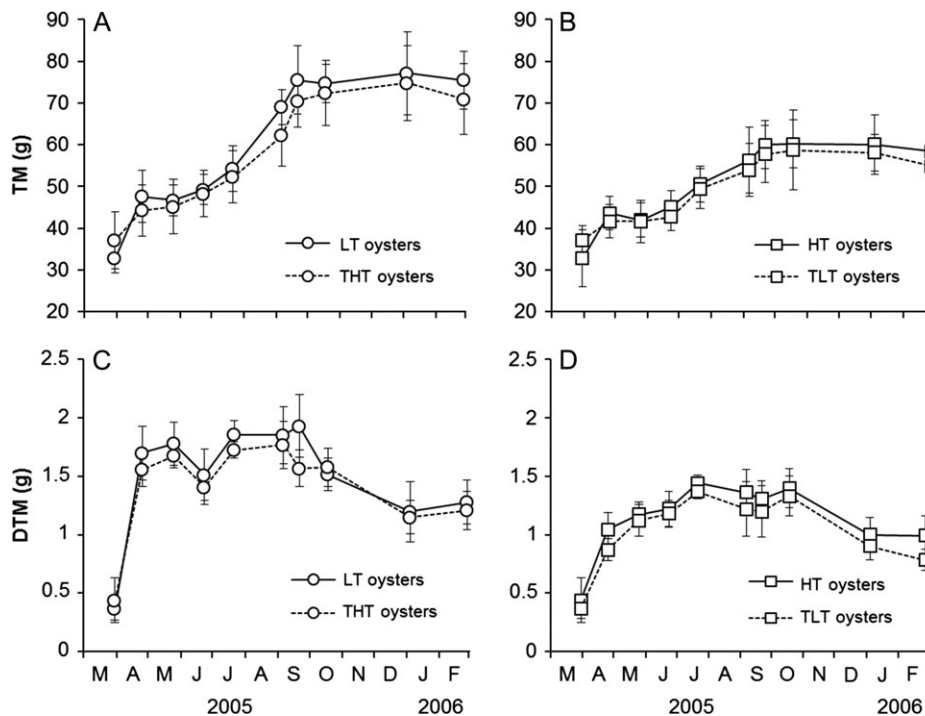 A
90
80
70
60
50
40
30
20
TM (g)
LT oysters
THT oysters
B
90
80
70
60
50
40
30
20
HT oysters
TLT oysters
C
2.5
2
1.5
1
0.5
0
DTM (g)
LT oysters
THT oysters
M A M J J A S O N D J F
2005 2006
D
2.5
2
1.5
1
0.5
0
HT oysters
TLT oysters
M A M J J A S O N D J F
2005 2006